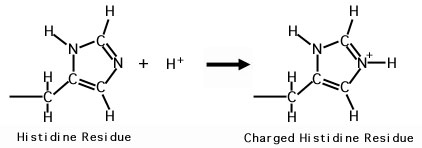 H H
H N C N C C H C H H
+ H⁺
H H
N C N⁺ H C C H C H H
Histidine Residue
Charged Histidine Residue